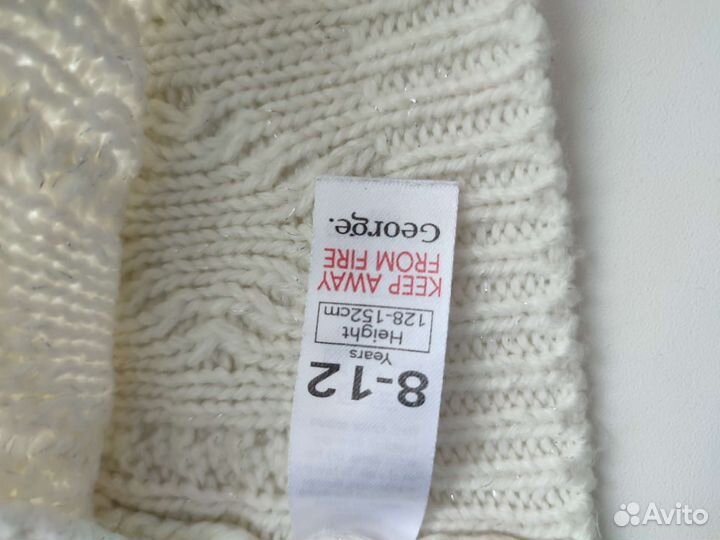 George.
KEEP AWAY
FROM FIRE
Height
128-152cm
8-12
Years
Avito